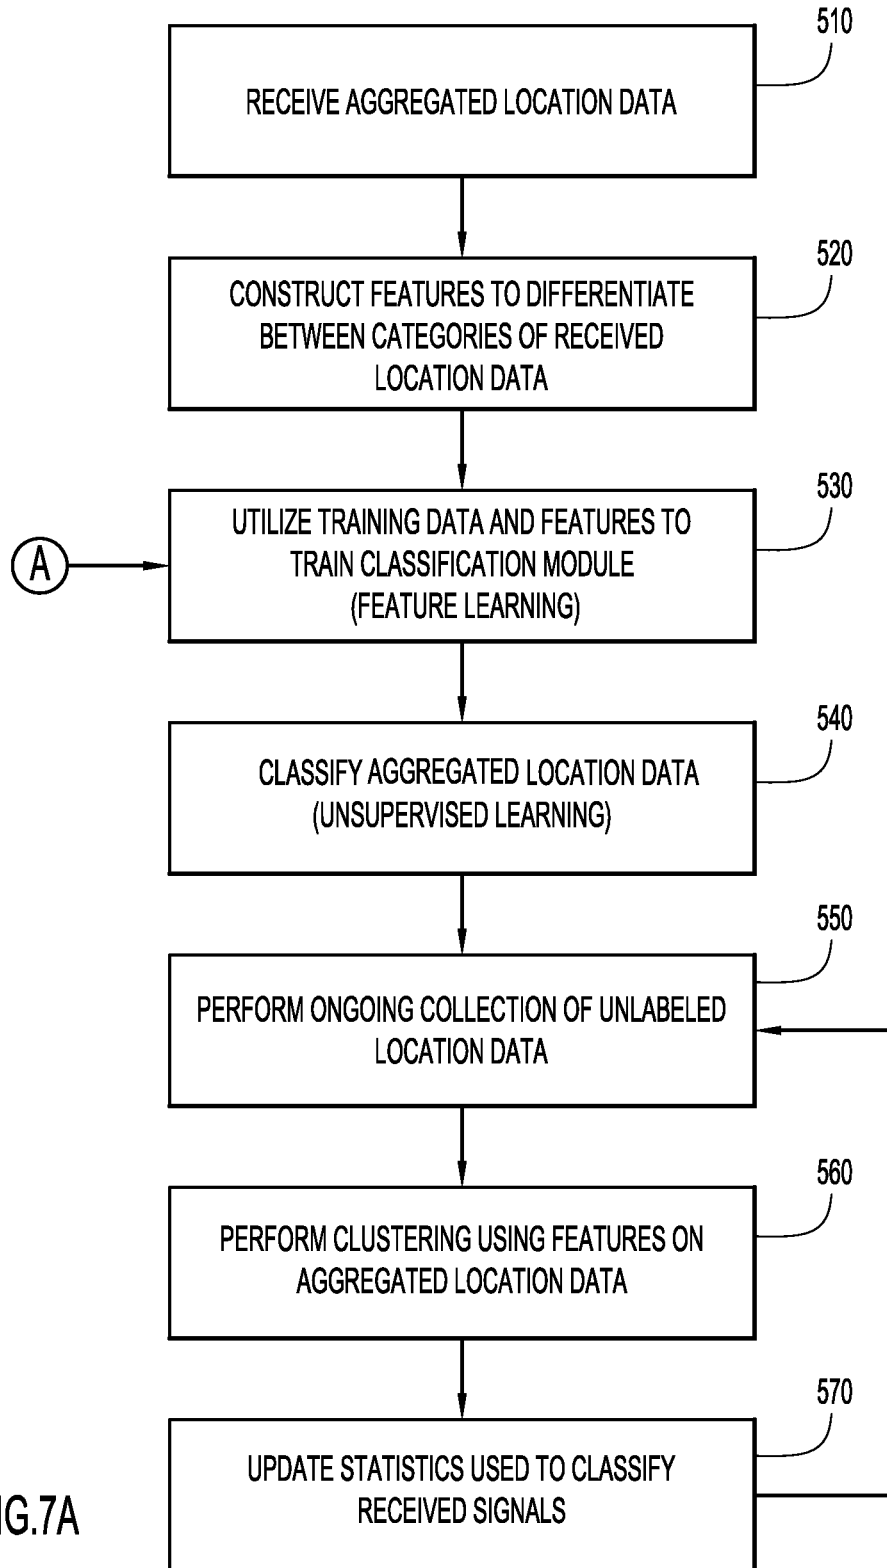 510
RECEIVE AGGREGATED LOCATION DATA
520
CONSTRUCT FEATURES TO DIFFERENTIATE
BETWEEN CATEGORIES OF RECEIVED
LOCATION DATA
530
UTILIZE TRAINING DATA AND FEATURES TO
TRAIN CLASSIFICATION MODULE
(FEATURE LEARNING)
A
540
CLASSIFY AGGREGATED LOCATION DATA
(UNSUPERVISED LEARNING)
550
PERFORM ONGOING COLLECTION OF UNLABELED
LOCATION DATA
560
PERFORM CLUSTERING USING FEATURES ON
AGGREGATED LOCATION DATA
570
UPDATE STATISTICS USED TO CLASSIFY
RECEIVED SIGNALS
IG.7A